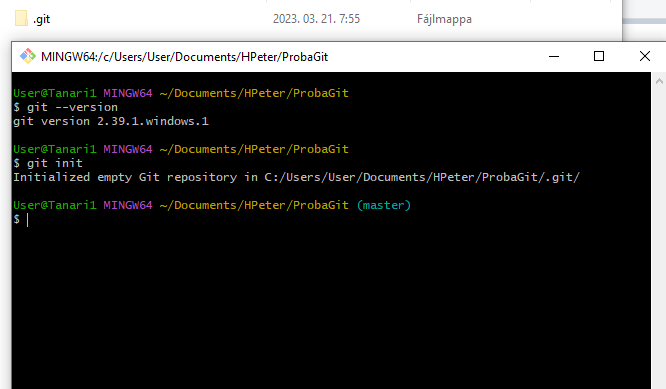 .git 2023. 03. 21. 7:55 Fájlmappa
MINGW64:/c/Users/User/Documents/HPeter/ProbaGit
User@Tanari1 MINGW64 ~/Documents/HPeter/ProbaGit
$ git --version
git version 2.39.1.windows.1
User@Tanari1 MINGW64 ~/Documents/HPeter/ProbaGit
$ git init
Initialized empty Git repository in C:/Users/User/Documents/HPeter/ProbaGit/.git/
User@Tanari1 MINGW64 ~/Documents/HPeter/ProbaGit (master)
$